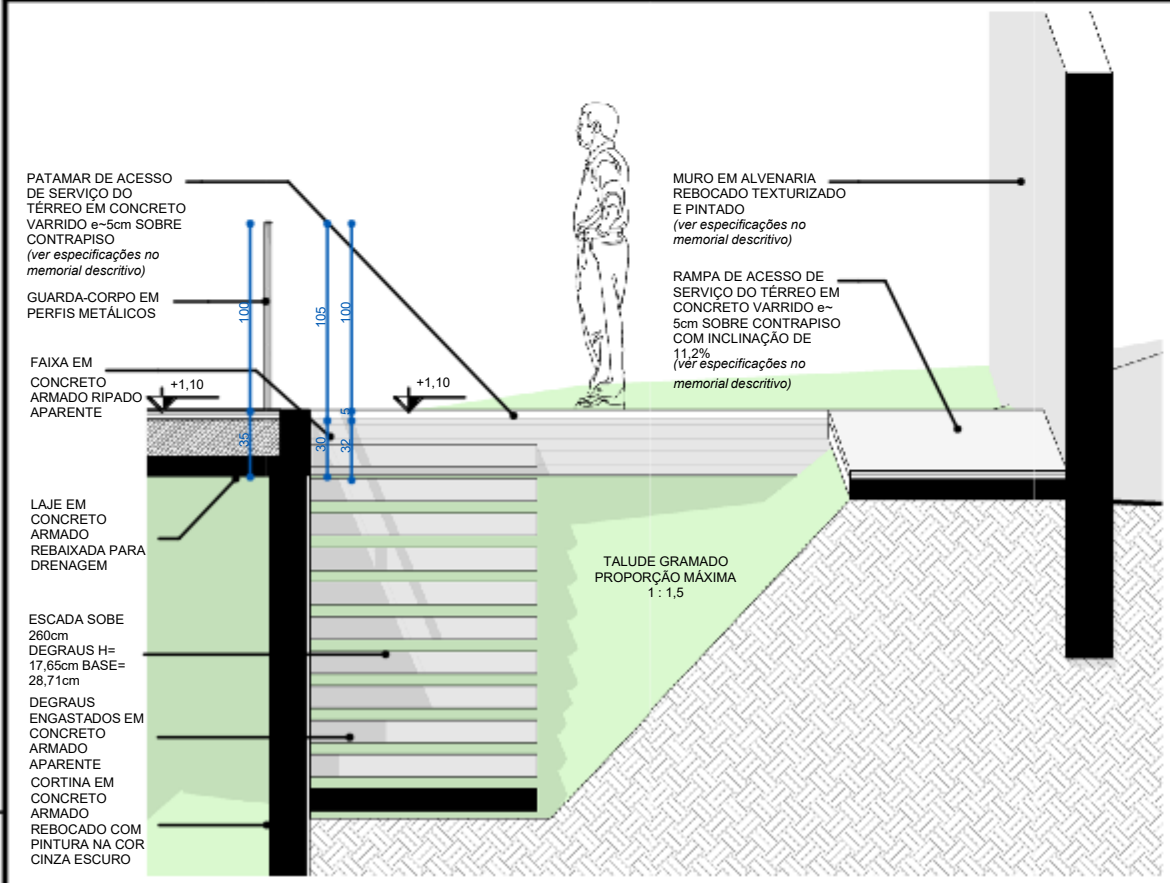 PATAMAR DE ACESSO
DE SERVIÇO DO
TÉRREO EM CONCRETO
VARRIDO e~5cm SOBRE
CONTRAPISO
(ver especificações no
memorial descritivo)
GUARDA-CORPO EM
PERFIS METÁLICOS
FAIXA EM
CONCRETO
ARMADO RIPADO
APARENTE
+1,10
+1,10
100
105
100
35
30
5
32
LAJE EM
CONCRETO
ARMADO
REBAIXADA PARA
DRENAGEM
ESCADA SOBE
260cm
DEGRAUS H=
17,65cm BASE=
28,71cm
DEGRAUS
ENGASTADOS EM
CONCRETO
ARMADO
APARENTE
CORTINA EM
CONCRETO
ARMADO
REBOCADO COM
PINTURA NA COR
CINZA ESCURO
MURO EM ALVENARIA
REBOCADO TEXTURIZADO
E PINTADO
(ver especificações no
memorial descritivo)
RAMPA DE ACESSO DE
SERVIÇO DO TÉRREO EM
CONCRETO VARRIDO e~
5cm SOBRE CONTRAPISO
COM INCLINAÇÃO DE
11,2%
(ver especificações no
memorial descritivo)
TALUDE GRAMADO
PROPORÇÃO MÁXIMA
1 : 1,5